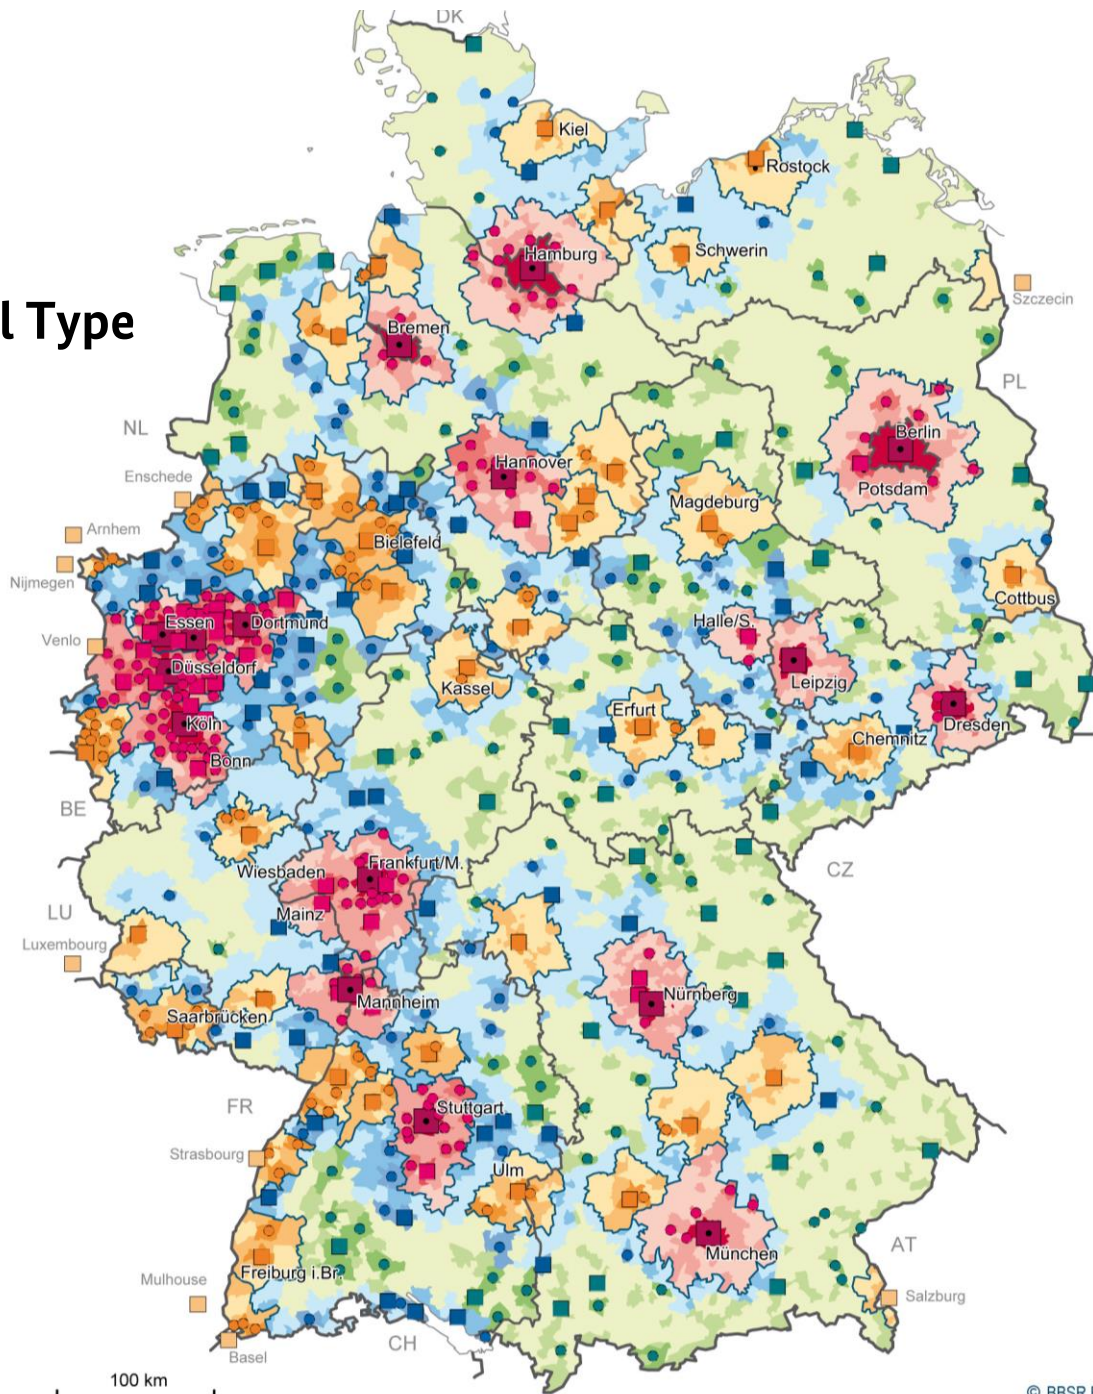 DK
Kiel
Rostock
Hamburg
Schwerin
Szczecin
l Type
Bremen
PL
NL
Berlin
Hannover
Enschede
Potsdam
Magdeburg
Arnhem
Bielefeld
Nijmegen
Cottbus
Essen
Dortmund
Halle/S.
Venlo
Düsseldorf
Leipzig
Kassel
Erfurt
Köln
Dresden
Chemnitz
Bonn
BE
Frankfurt/M.
Wiesbaden
CZ
LU
Mainz
Luxembourg
Nürnberg
Mannheim
Saarbrücken
FR
Stuttgart
Strasbourg
Ulm
AT
München
Freiburg i.Br.
Mulhouse
Salzburg
CH
Basel
100 km
© BBSR